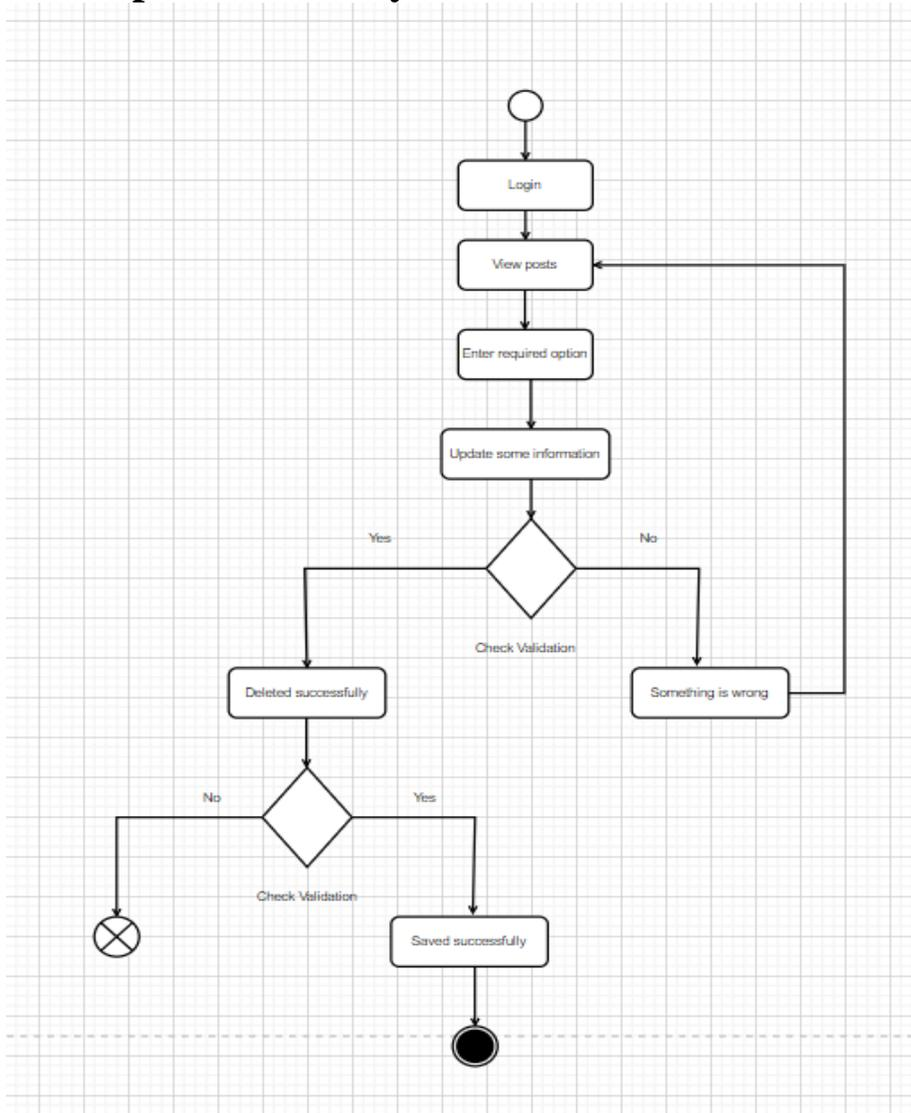 Login
View posts
Enter required option
Update some information
Yes
No
Check Validation
Deleted successfully
Something is wrong
No
Yes
Check Validation
Saved successfully